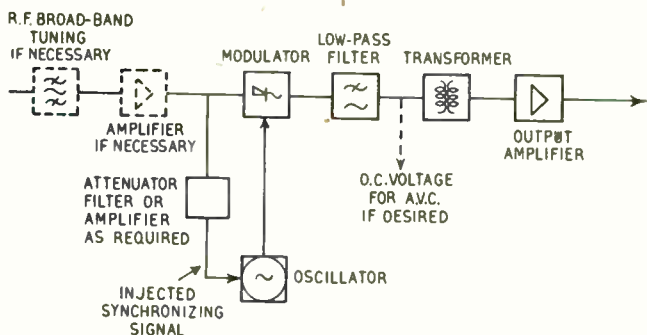 R.F. BROAD-BAND
TUNING
IF NECESSARY
AMPLIFIER
IF NECESSARY
MODULATOR
LOW-PASS
FILTER
TRANSFORMER
OUTPUT
AMPLIFIER
D.C. VOLTAGE
FOR A.V.C.
IF DESIRED
ATTENUATOR
FILTER OR
AMPLIFIER
AS REQUIRED
OSCILLATOR
INJECTED
SYNCHRONIZING
SIGNAL